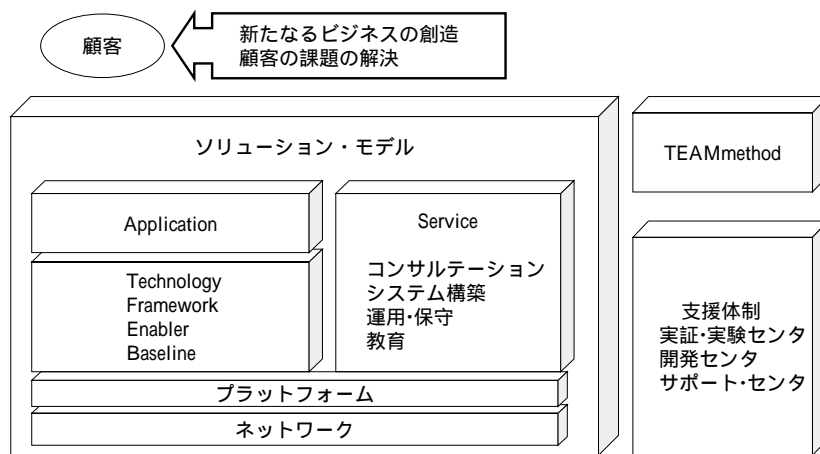 顧客
新たなるビジネスの創造
顧客の課題の解決
ソリューション・モデル
Application
Technology
Framework
Enabler
Baseline
Service
コンサルテーション
システム構築
運用・保守
教育
プラットフォーム
ネットワーク
TEAMmethod
支援体制
実証・実験センタ
開発センタ
サポート・センタ